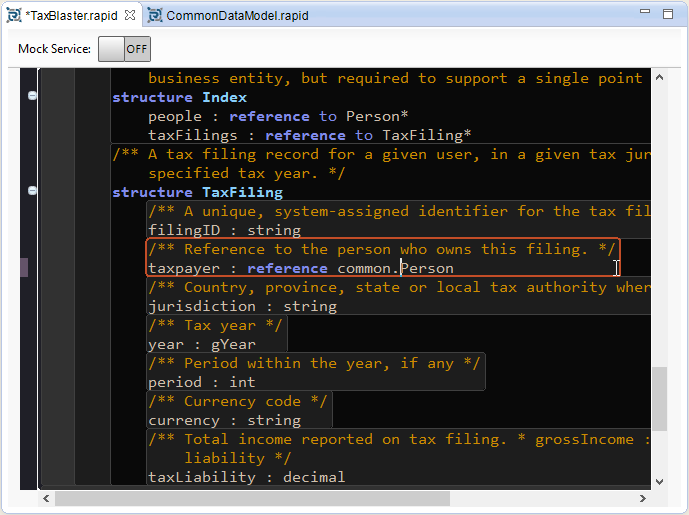 *TaxBlaster.rapid CommonDataModel.rapid
Mock Service: OFF
business entity, but required to support a single point
structure Index
people : reference to Person*
taxFilings : reference to TaxFiling*
/** A tax filing record for a given user, in a given tax jur
specified tax year. */
structure TaxFiling
/** A unique, system-assigned identifier for the tax fil
filingID : string
/** Reference to the person who owns this filing. */
taxpayer : reference common.Person
/** Country, province, state or local tax authority wher
jurisdiction : string
/** Tax year */
year : gYear
/** Period within the year, if any */
period : int
/** Currency code */
currency : string
/** Total income reported on tax filing. * grossIncome :
liability */
taxLiability : decimal